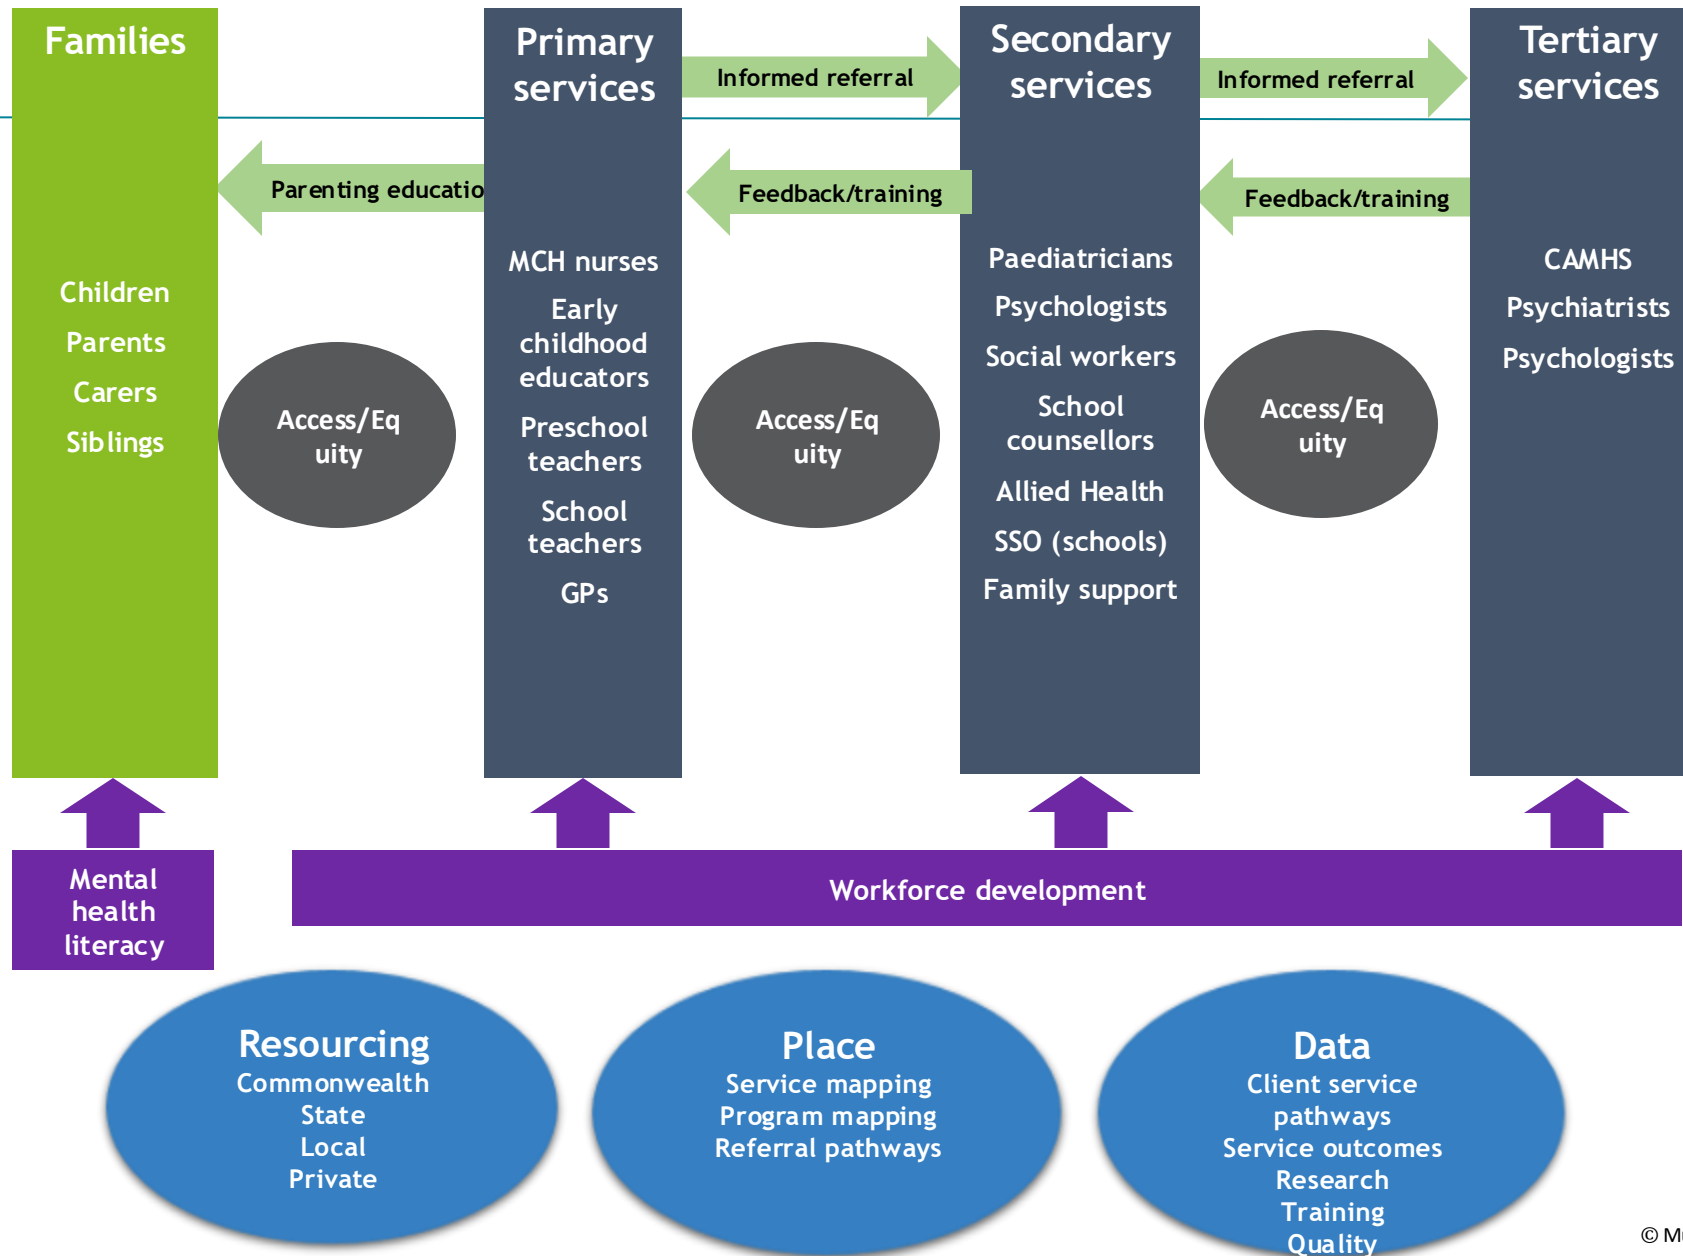 Families
Children
Parents
Carers
Siblings
Parenting educatio
Access/Eq
uity
Primary
services
MCH nurses
Early
childhood
educators
Preschool
teachers
School
teachers
GPs
Informed referral
Feedback/training
Access/Eq
uity
Secondary
services
Paediatricians
Psychologists
Social workers
School
counsellors
Allied Health
SSO (schools)
Family support
Informed referral
Feedback/training
Access/Eq
uity
Tertiary
services
CAMHS
Psychiatrists
Psychologists
Mental
health
literacy
Workforce development
Resourcing
Commonwealth
State
Local
Private
Place
Service mapping
Program mapping
Referral pathways
Data
Client service
pathways
Service outcomes
Research
Training
Quality
©